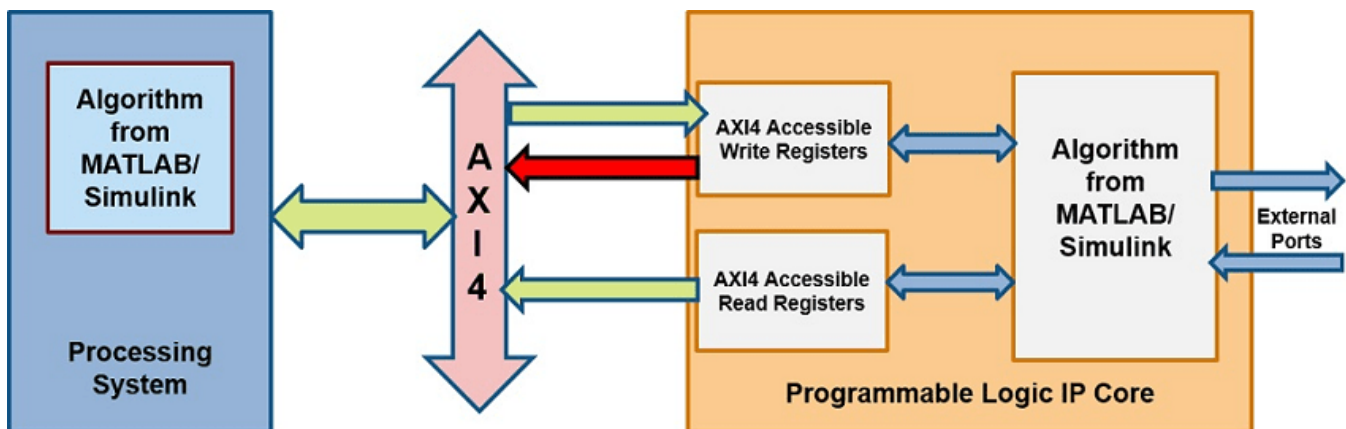 Algorithm
from
MATLAB/
Simulink
Processing
System
A
X
I
4
AXI4 Accessible
Write Registers
AXI4 Accessible
Read Registers
Algorithm
from
MATLAB/
Simulink
External
Ports
Programmable Logic IP Core